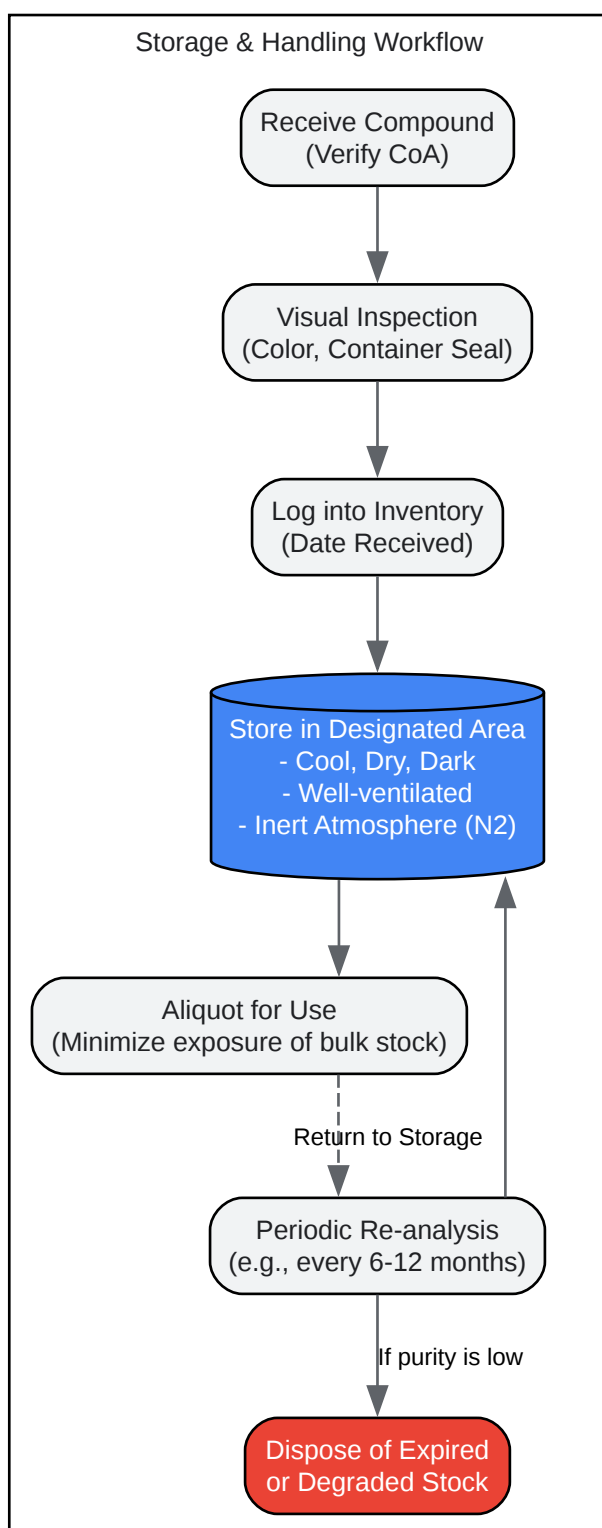 Storage & Handling Workflow
Receive Compound
(Verify CoA)
Visual Inspection
(Color, Container Seal)
Log into Inventory
(Date Received)
Store in Designated Area
- Cool, Dry, Dark
- Well-ventilated
- Inert Atmosphere (N2)
Aliquot for Use
(Minimize exposure of bulk stock)
Return to Storage
Periodic Re-analysis
(e.g., every 6-12 months)
If purity is low
Dispose of Expired
or Degraded Stock